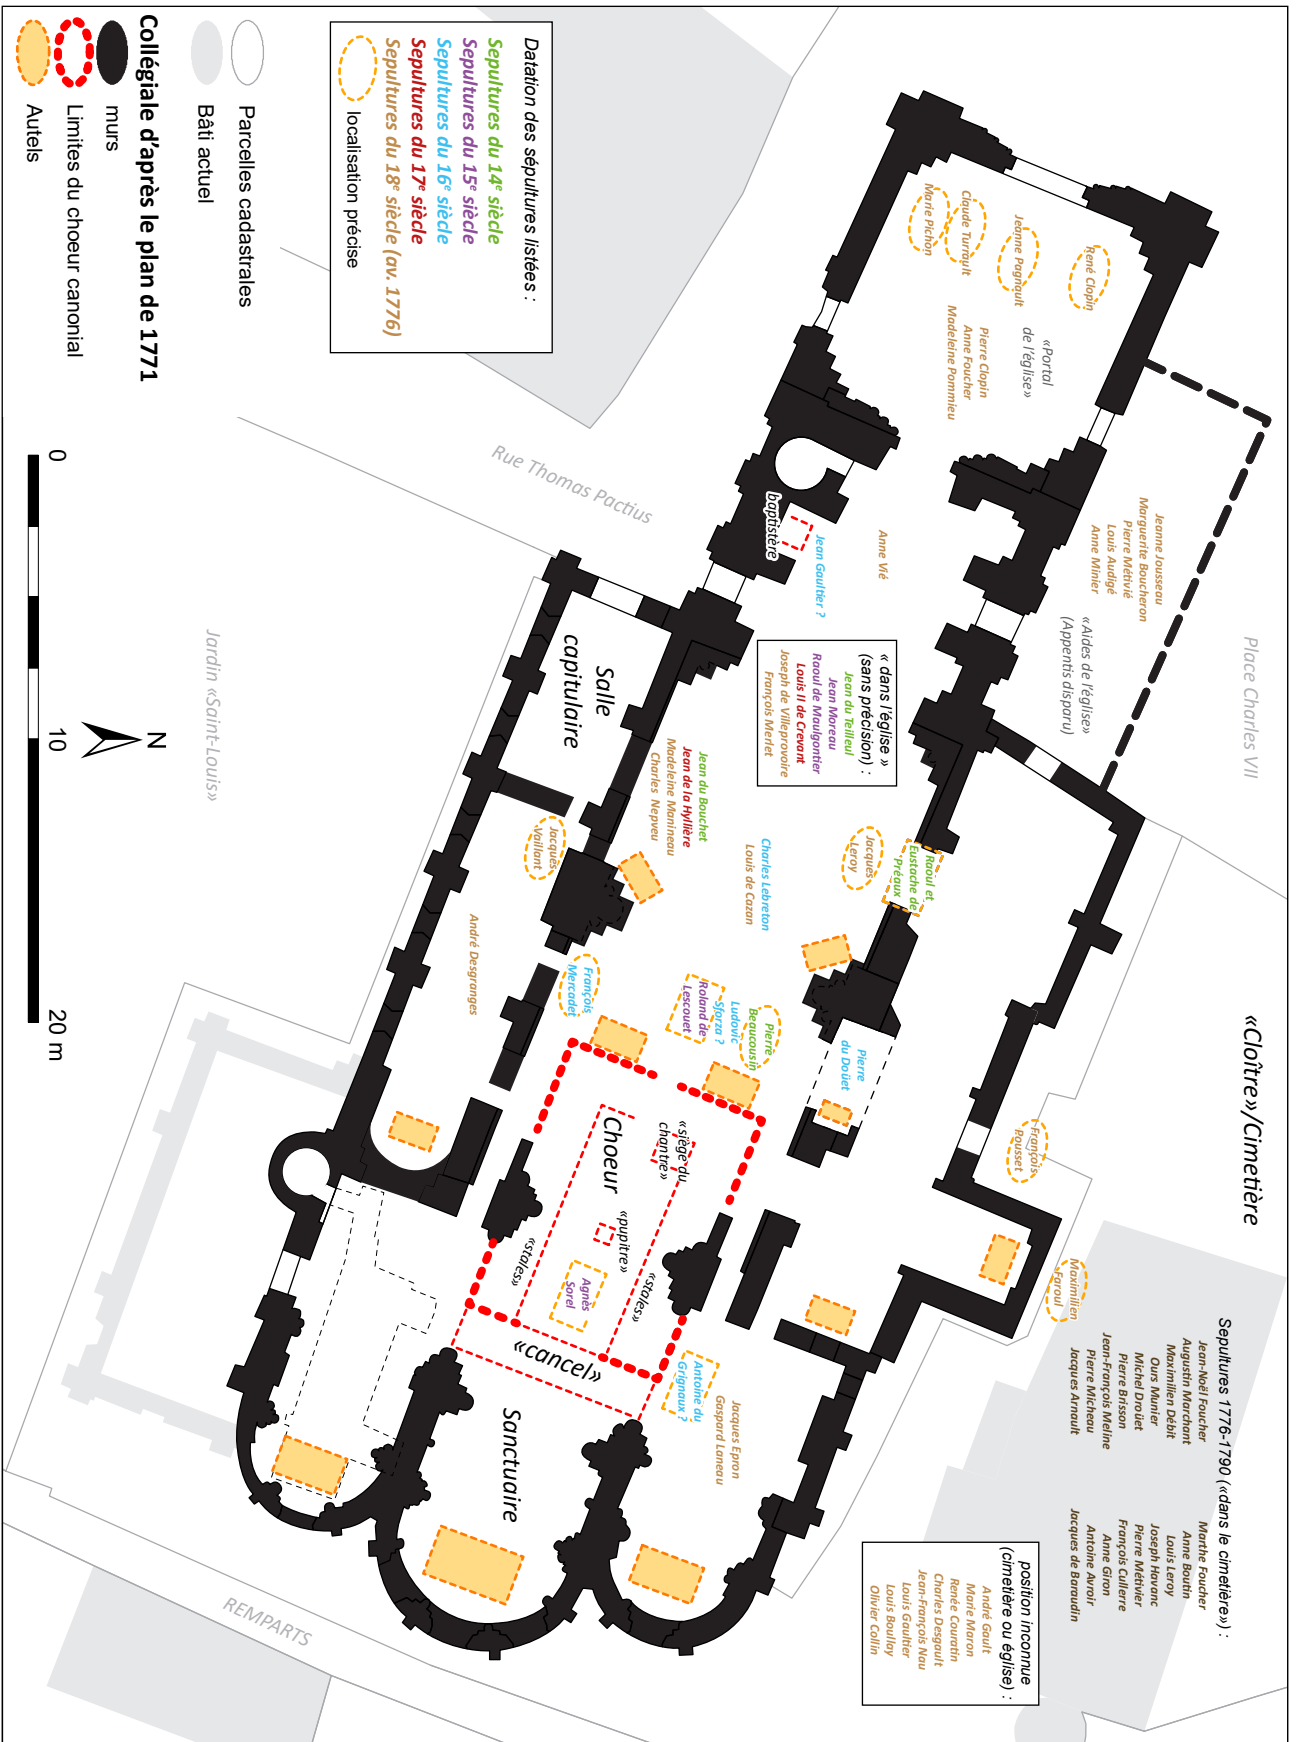 Place Charles VII
«Cloître»/Cimetière
Sepultures 1776-1790 («dans le cimetière») :
Jean-Noël Foucher
Augustin Marchant
Maximilien Débit
Ours Munier
Michel Droüet
Pierre Brisson
Jean-François Meline
Pierre Micheau
Jacques Arnault
Marthe Foucher
Anne Boutin
Louis Leroy
Joseph Havanc
Pierre Métivier
François Cullerre
Anne Giron
Antoine Avroir
Jacques de Baraudin
position inconnue
(cimetière ou église) :
André Gault
Marie Maron
Renée Couratin
Charles Desgault
Jean-François Nau
Louis Gaultier
Louis Boullay
Olivier Collin
Maximilien
Faroul
François
Pousset
Jeanne Jousseau
Marguerite Boucheron
Pierre Métivié
Louis Audigé
Anne Minier
«Aides de l'église»
(Appentis disparu)
René Clopin
Jeanne Pagnault
Claude Turrault
Marie Pichon
«Portal
de l'église»
Pierre Clopin
Anne Foucher
Madeleine Pommieu
Anne Vié
Jean Gaultier ?
baptistère
« dans l'église »
(sans précision) :
Jean du Teilleul
Jean Moreau
Raoul de Maulgontier
Louis II de Crevant
Joseph de Villeprovoire
François Merlet
Raoul et
Eustache de
Préaux
Jacques
Leroy
Charles Lebreton
Louis de Cazan
Jean du Bouchet
Jean de la Hyllière
Madeleine Manineau
Charles Nepveu
Pierre
du Doüet
Pierre
Beaucousin
Ludovic
Sforza ?
Roland de
Lescouet
François
Mercadet
Jacques
Vaillant
André Desgranges
Salle
capitulaire
Choeur
«siège du
chantre»
«pupitre»
«stales»
«stales»
Agnès
Sorel
«cancel»
Antoine du
Grignaux ?
Jacques Epron
Gaspard Laneau
Sanctuaire
REMPARTS
Rue Thomas Pactius
Jardin «Saint-Louis»
Datation des sépultures listées :
Sepultures du 14e siècle
Sepultures du 15e siècle
Sepultures du 16e siècle
Sepultures du 17e siècle
Sepultures du 18e siècle (av. 1776)
localisation précise
Parcelles cadastrales
Bâti actuel
Collégiale d'après le plan de 1771
murs
Limites du choeur canonial
Autels
N
0
10
20 m